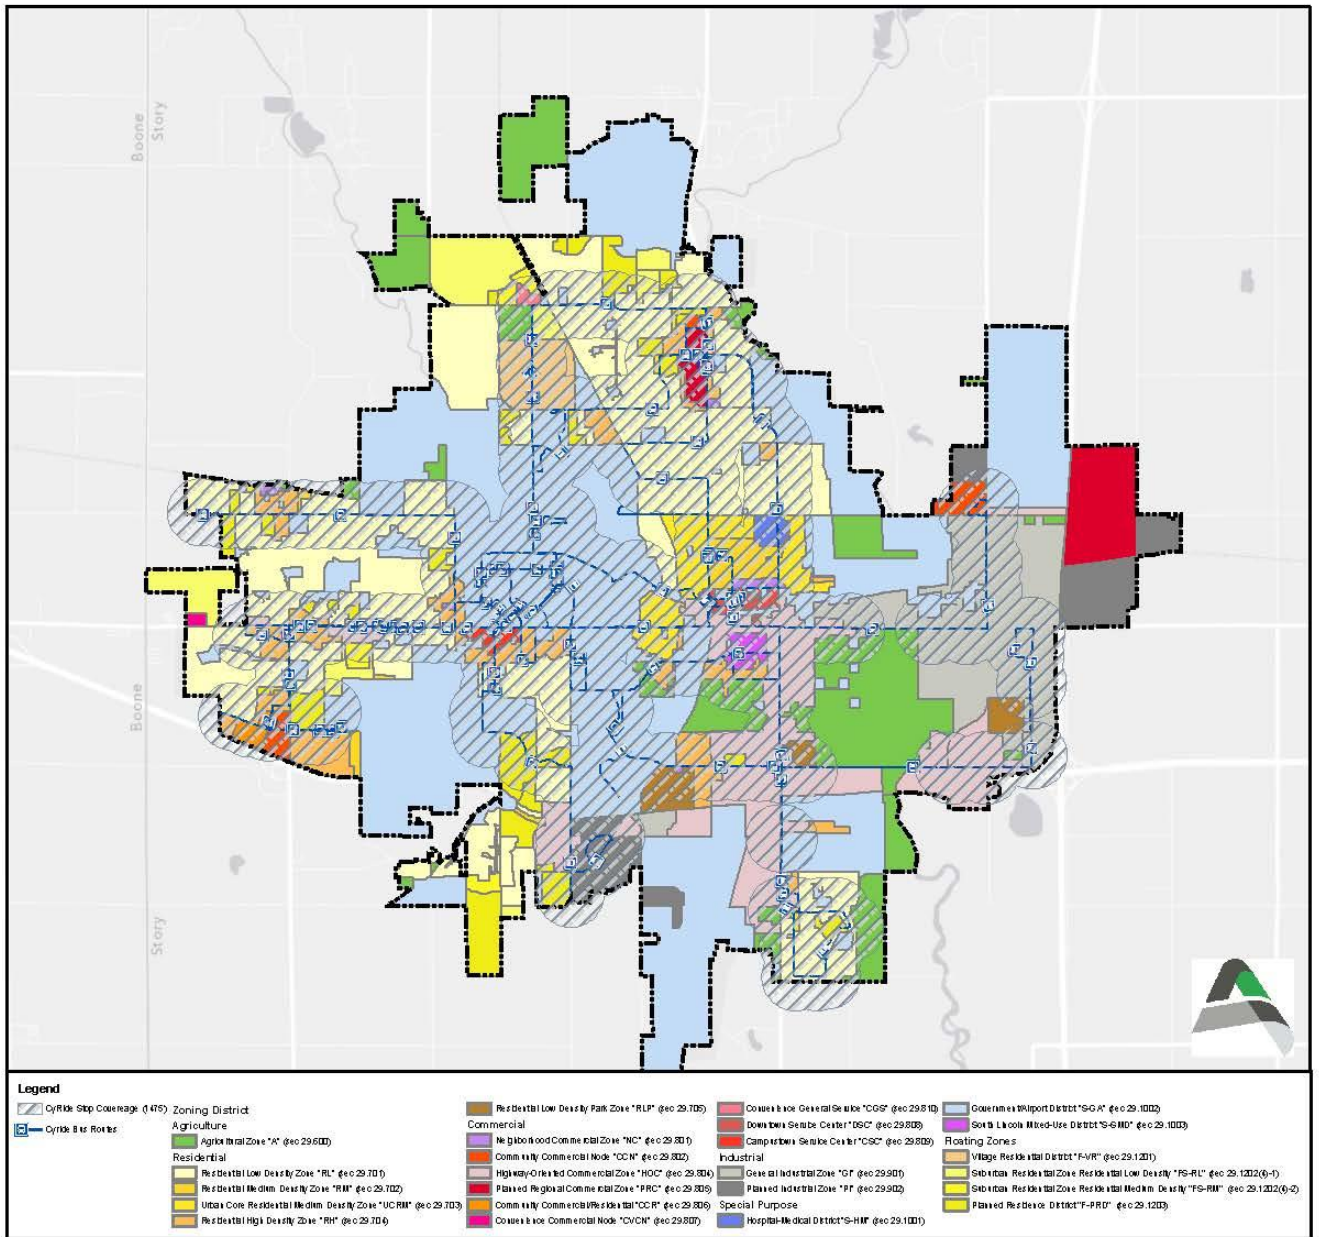 Boone
Story
Boone
Story
Legend
CyRide Stop Coverage (1475)
Cyride Bus Routes
Zoning District
Agriculture
Agricultural Zone "A" (sec 29.600)
Residential
Residential Low Density Zone "RL" (sec 29.701)
Residential Medium Density Zone "RM" (sec 29.702)
Urban Core Residential Medium Density Zone "UCRM" (sec 29.703)
Residential High Density Zone "RH" (sec 29.704)
Residential Low Density Park Zone "RLP" (sec 29.705)
Commercial
Neighborhood Commercial Zone "NC" (sec 29.801)
Community Commercial Node "CCN" (sec 29.802)
Highway-Oriented Commercial Zone "HOC" (sec 29.804)
Planned Regional Commercial Zone "PRC" (sec 29.805)
Community Commercial/Residential "CCR" (sec 29.806)
Convenience Commercial Node "CVCN" (sec 29.807)
Convenience General Service "CGS" (sec 29.810)
Downtown Service Center "DSC" (sec 29.808)
Campustown Service Center "CSC" (sec 29.809)
Industrial
General Industrial Zone "GI" (sec 29.901)
Planned Industrial Zone "PI" (sec 29.902)
Special Purpose
Hospital-Medical District "S-HM" (sec 29.1001)
Government/Airport District "S-GA" (sec 29.1002)
South Lincoln Mixed-Use District "S-SMD" (sec 29.1003)
Floating Zones
Village Residential District "F-VR" (sec 29.1201)
Suburban Residential Zone Residential Low Density "FS-RL" (sec 29.1202(4)-1)
Suburban Residential Zone Residential Medium Density "FS-RM" (sec 29.1202(4)-2)
Planned Residence District "F-PRD" (sec 29.1203)